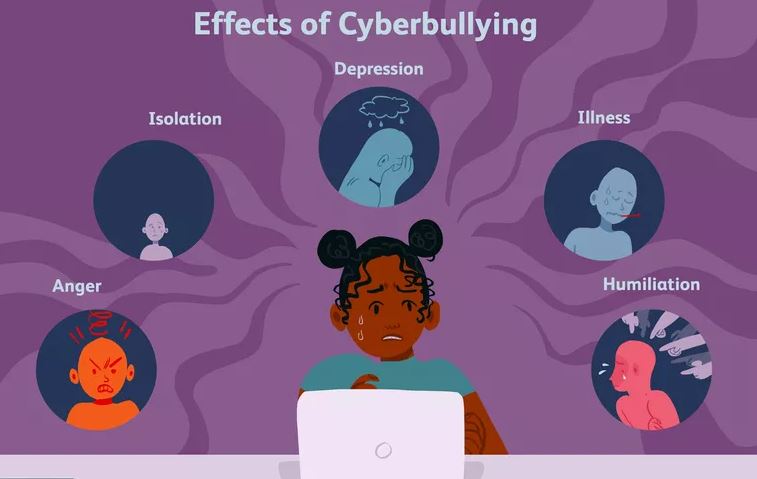 Effects of Cyberbullying
Depression
Isolation
Illness
Anger
Humiliation